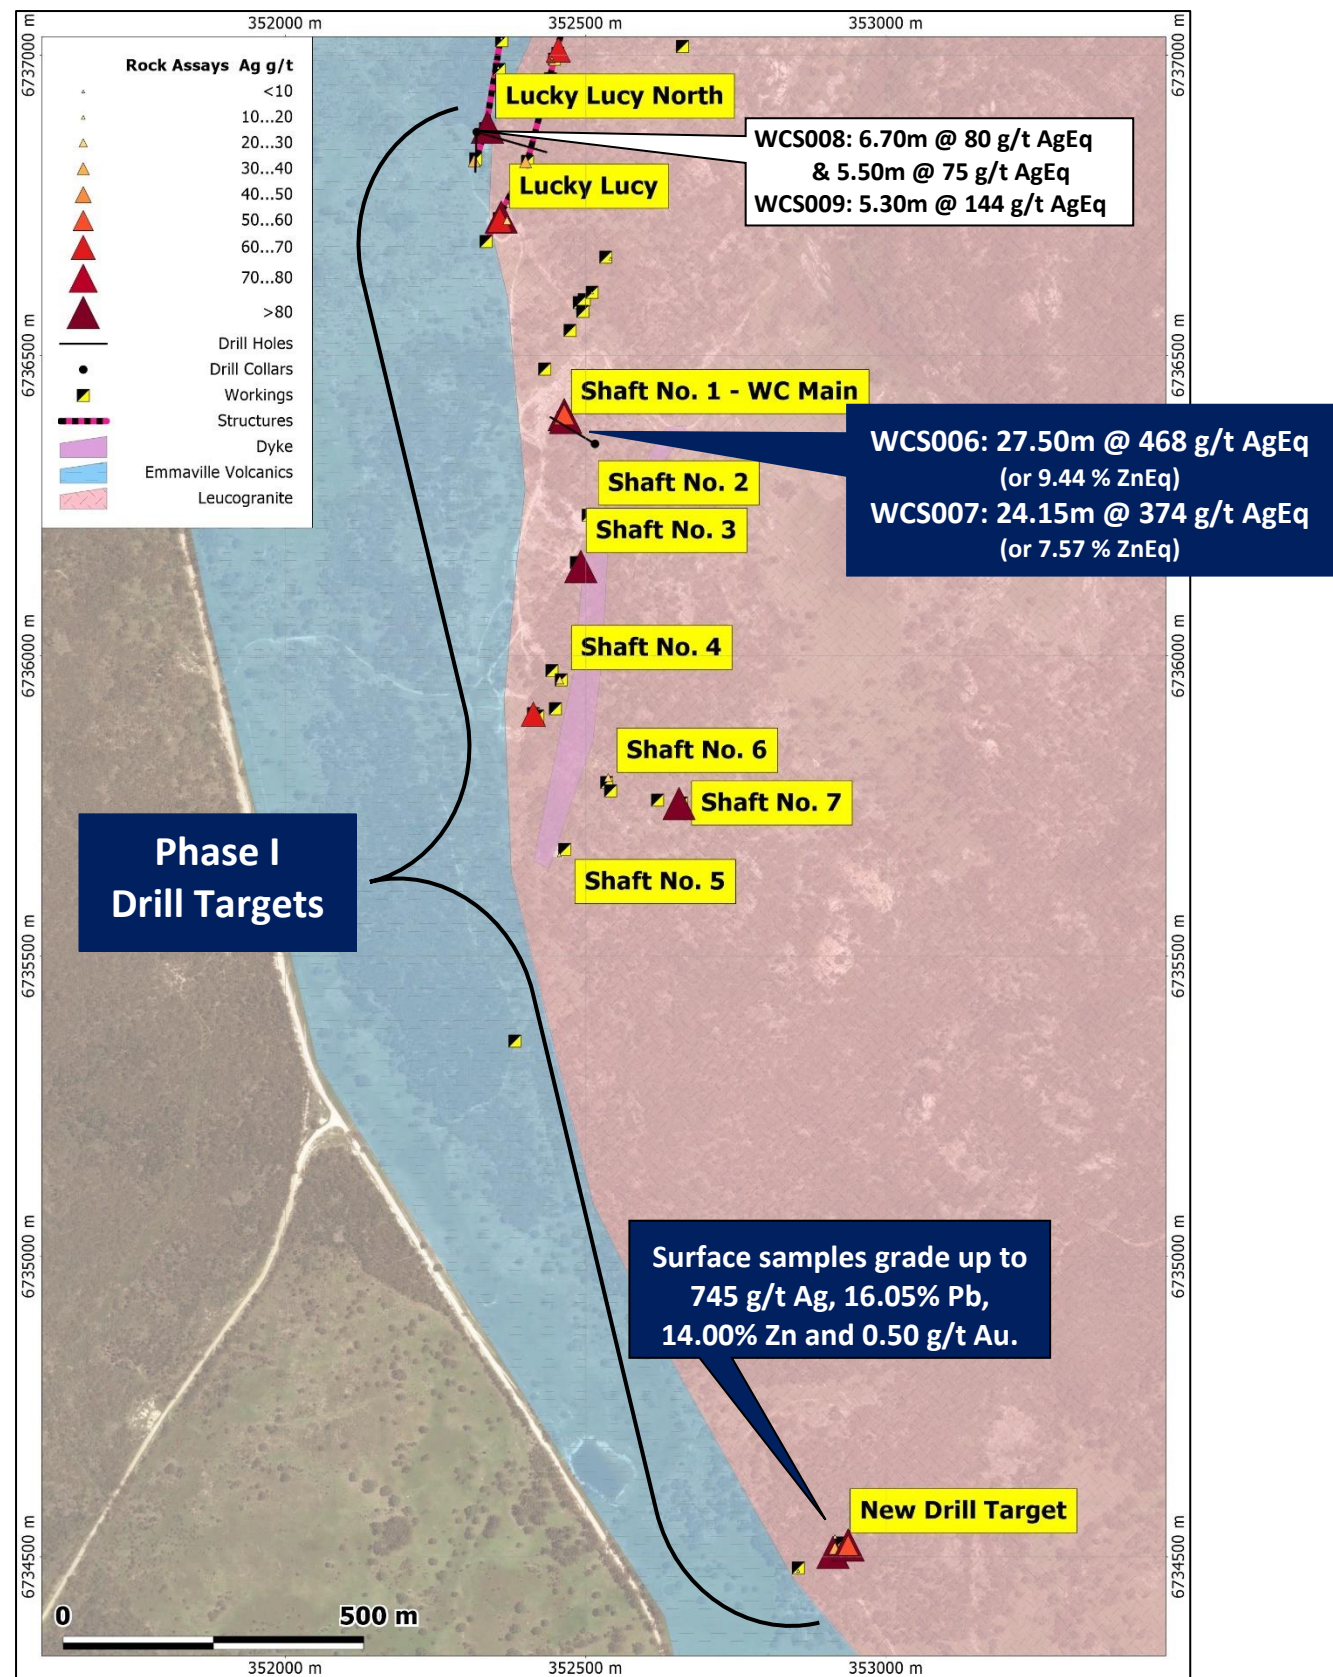 352000 m
352500 m
353000 m
6737000 m
6737000 m
Rock Assays Ag g/t
<10
10...20
20...30
30...40
40...50
50...60
60...70
70...80
>80
Drill Holes
Drill Collars
Workings
Structures
Dyke
Emmaville Volcanics
Leucogranite
Lucky Lucy North
WCS008: 6.70m @ 80 g/t AgEq
& 5.50m @ 75 g/t AgEq
WCS009: 5.30m @ 144 g/t AgEq
Lucky Lucy
6736500 m
6736500 m
Shaft No. 1 - WC Main
WCS006: 27.50m @ 468 g/t AgEq
(or 9.44 % ZnEq)
WCS007: 24.15m @ 374 g/t AgEq
(or 7.57 % ZnEq)
Shaft No. 2
Shaft No. 3
Shaft No. 4
6736000 m
6736000 m
Shaft No. 6
Shaft No. 7
Shaft No. 5
Phase I
Drill Targets
6735500 m
6735500 m
6735000 m
6735000 m
Surface samples grade up to
745 g/t Ag, 16.05% Pb,
14.00% Zn and 0.50 g/t Au.
New Drill Target
6734500 m
6734500 m
0
500 m
352000 m
352500 m
353000 m